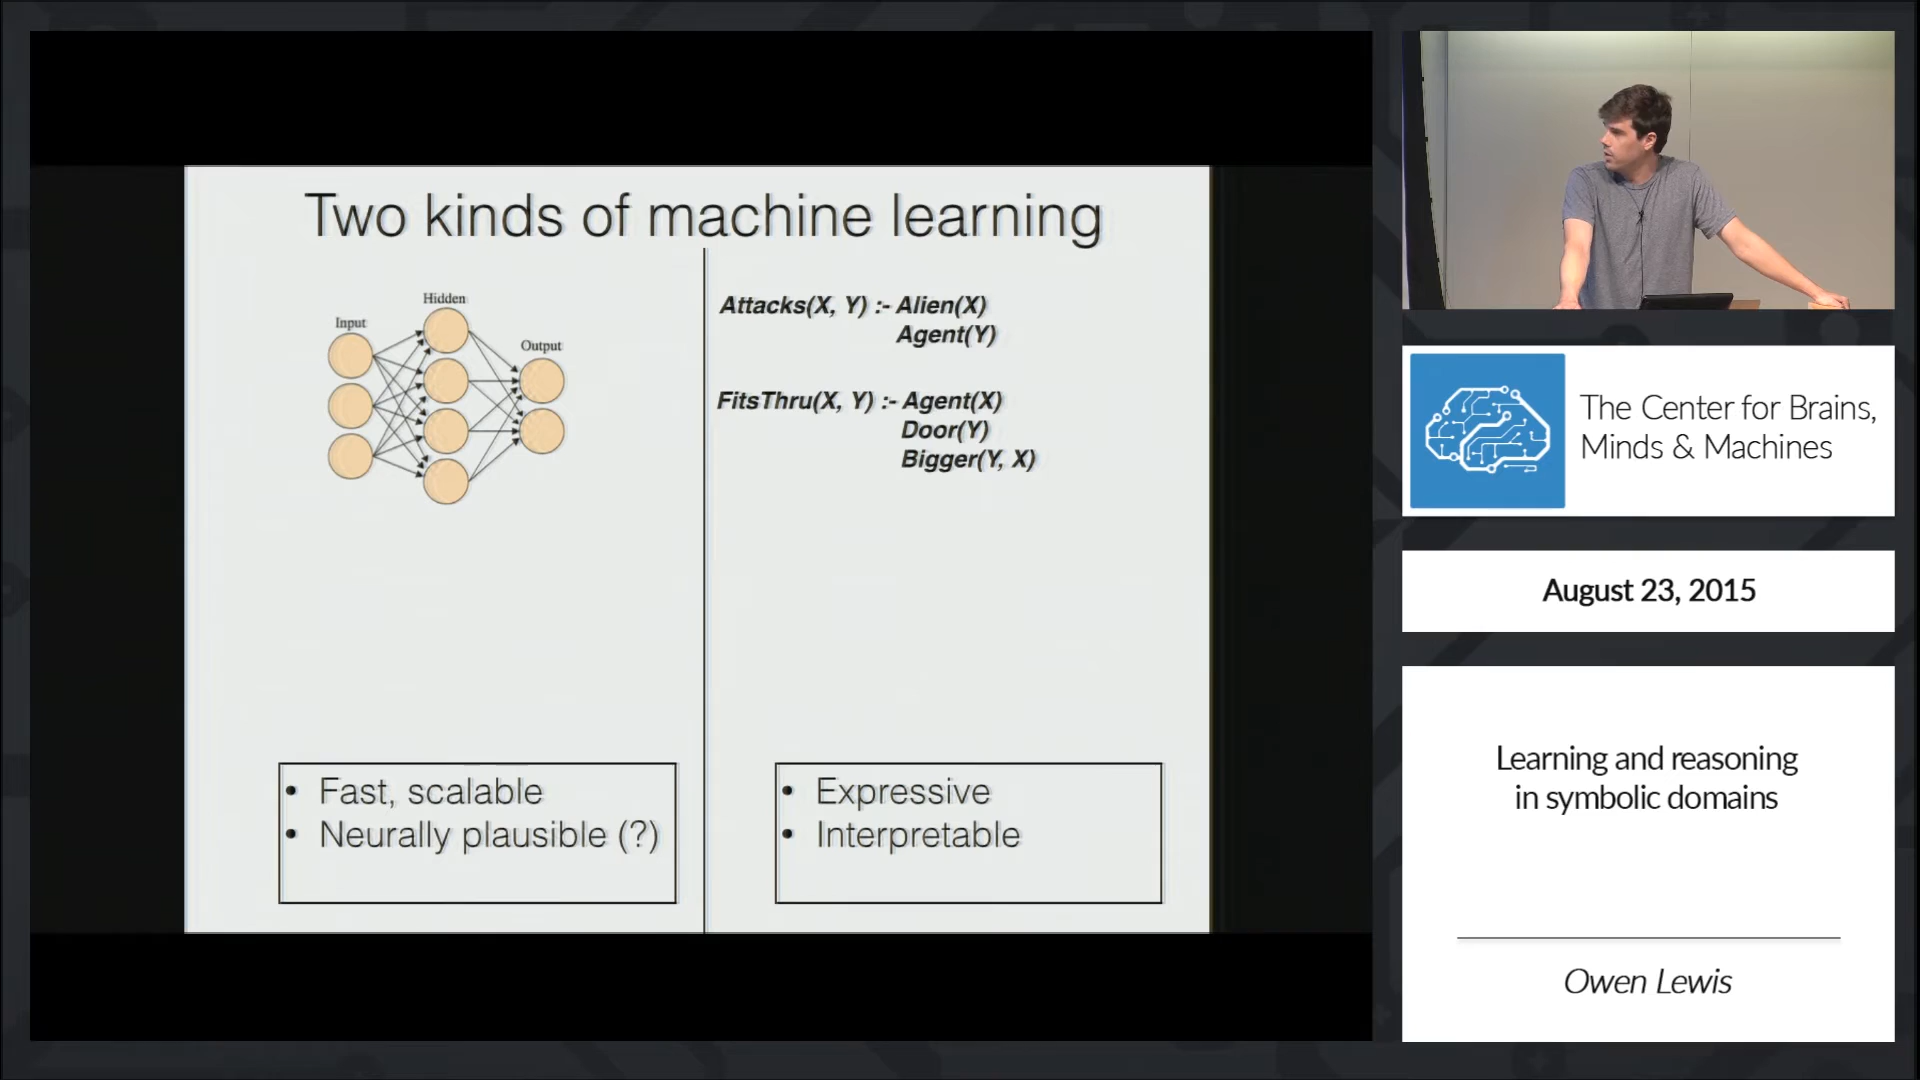 Two kinds of machine learning
Hidden
Input
Output
Attacks(X, Y) :- Alien(X)
Agent(Y)
FitsThru(X, Y) :- Agent(X)
Door(Y)
Bigger(Y, X)
• Fast, scalable
• Neurally plausible (?)
• Expressive
• Interpretable
The Center for Brains,
Minds & Machines
August 23, 2015
Learning and reasoning
in symbolic domains
Owen Lewis